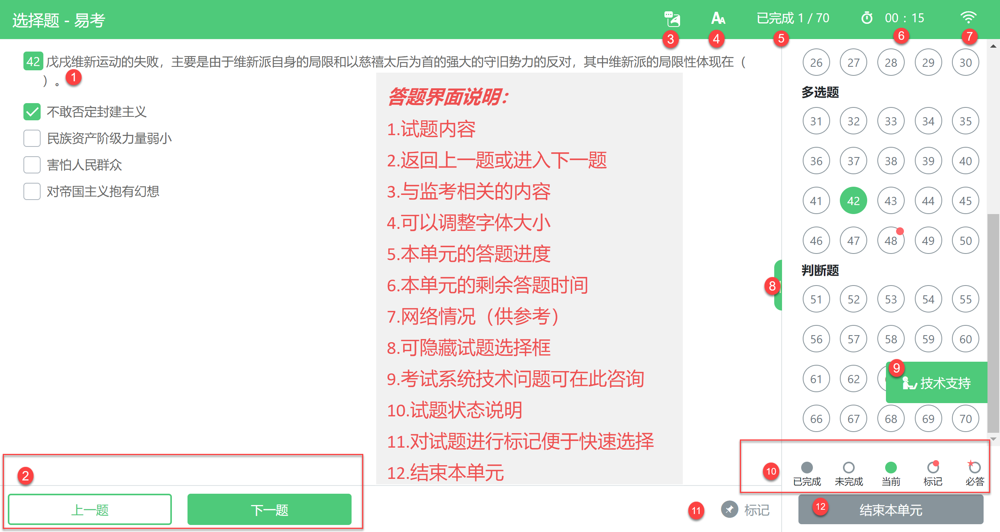 选择题 - 易考
已完成 1 / 70
00 : 15
3
4
5
6
7
42 戊戌维新运动的失败，主要是由于维新派自身的局限和以慈禧太后为首的强大的守旧势力的反对，其中维新派的局限性体现在（
）。
1
不敢否定封建主义
民族资产阶级力量弱小
害怕人民群众
对帝国主义抱有幻想
答题界面说明：
1.试题内容
2.返回上一题或进入下一题
3.与监考相关的内容
4.可以调整字体大小
5.本单元的答题进度
6.本单元的剩余答题时间
7.网络情况（供参考）
8.可隐藏试题选择框
9.考试系统技术问题可在此咨询
10.试题状态说明
11.对试题进行标记便于快速选择
12.结束本单元
2
上一题
下一题
11
标记
8
26 27 28 29 30
多选题
31 32 33 34 35
36 37 38 39 40
41 42 43 44 45
46 47 48 49 50
判断题
51 52 53 54 55
56 57 58 59 60
61 62
9
技术支持
66 67 68 69 70
10
已完成 未完成 当前 标记 必答
12
结束本单元